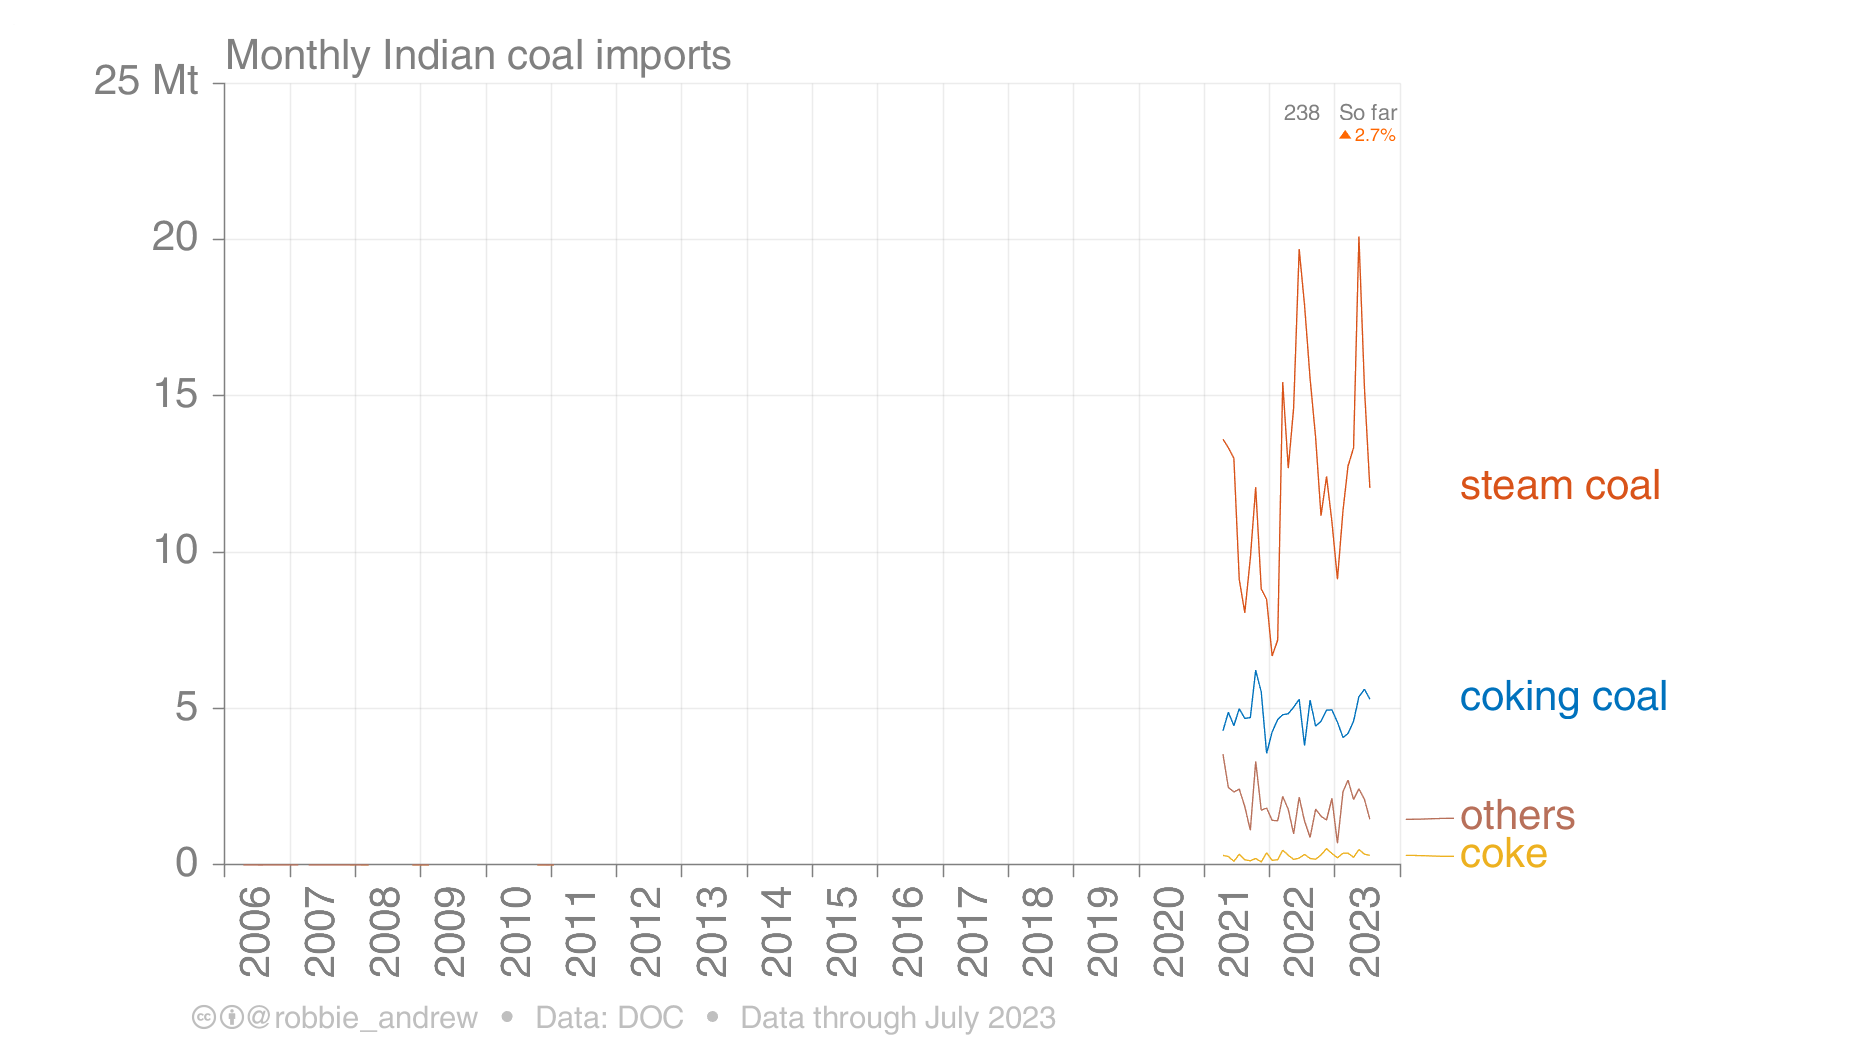 Monthly Indian coal imports
25 Mt
238 So far
▲2.7%
20
15
steam coal
10
coking coal
5
others
coke
0
2006 2007 2008 2009 2010 2011 2012 2013 2014 2015 2016 2017 2018 2019 2020 2021 2022 2023
cc @robbie_andrew • Data: DOC • Data through July 2023